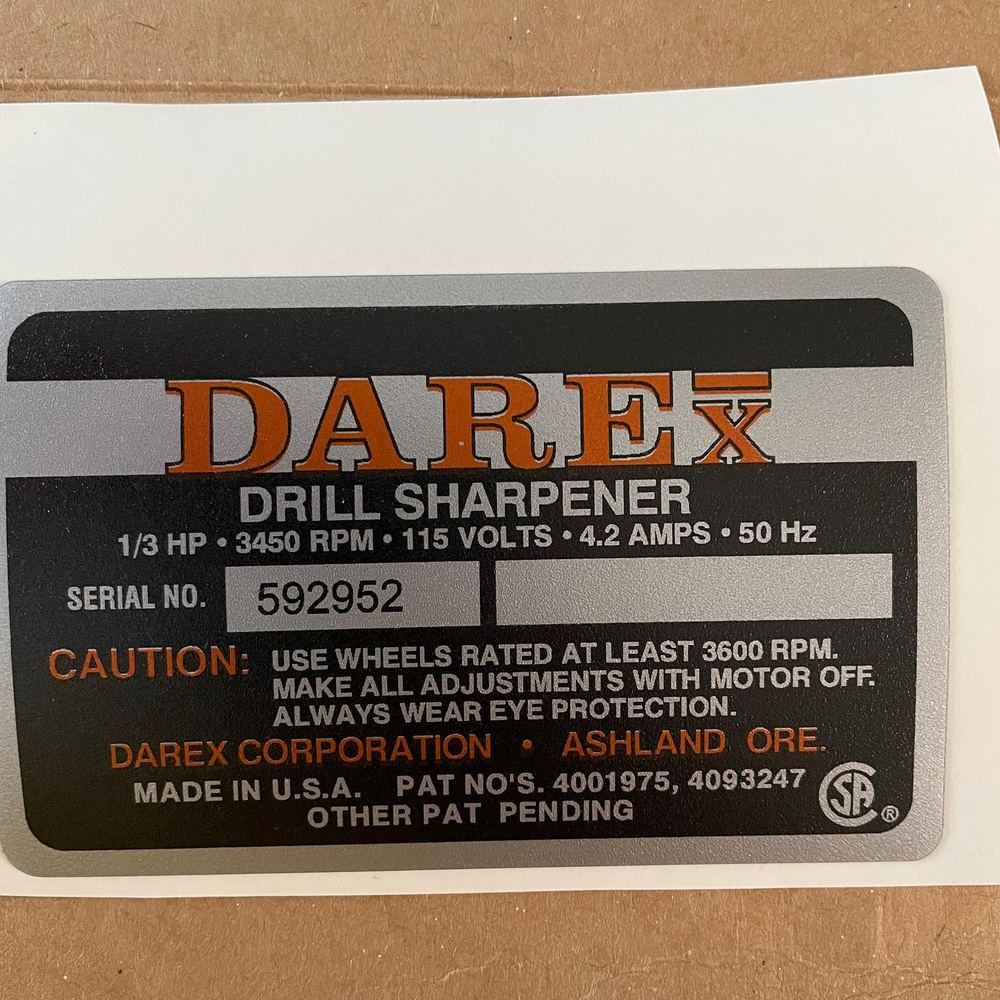 DAREX
DRILL SHARPENER
1/3 HP • 3450 RPM • 115 VOLTS • 4.2 AMPS • 50 Hz
SERIAL NO. 592952
CAUTION: USE WHEELS RATED AT LEAST 3600 RPM.
MAKE ALL ADJUSTMENTS WITH MOTOR OFF.
ALWAYS WEAR EYE PROTECTION.
DAREX CORPORATION • ASHLAND ORE.
MADE IN U.S.A. PAT NO'S. 4001975, 4093247
OTHER PAT PENDING
SA ®